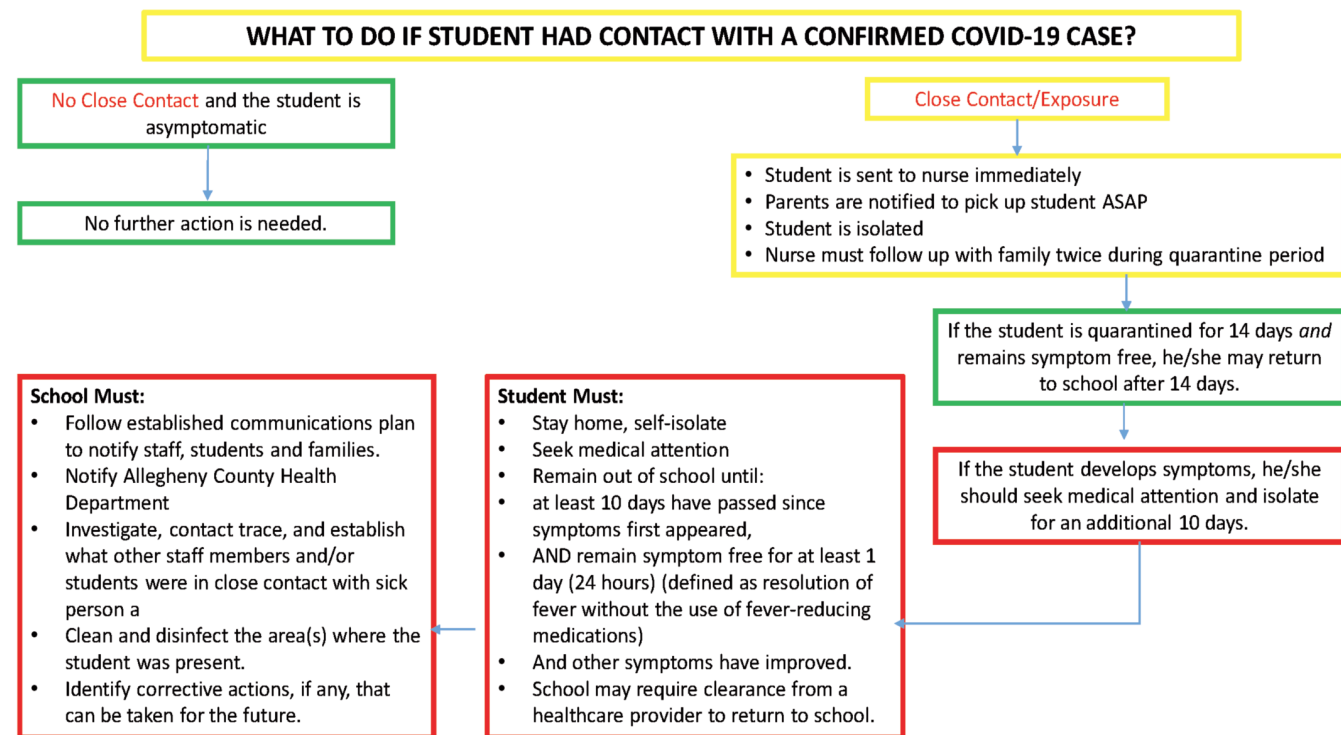 WHAT TO DO IF STUDENT HAD CONTACT WITH A CONFIRMED COVID-19 CASE?
No Close Contact and the student is
asymptomatic
No further action is needed.
Close Contact/Exposure
• Student is sent to nurse immediately
• Parents are notified to pick up student ASAP
• Student is isolated
• Nurse must follow up with family twice during quarantine period
If the student is quarantined for 14 days and
remains symptom free, he/she may return
to school after 14 days.
If the student develops symptoms, he/she
should seek medical attention and isolate
for an additional 10 days.
Student Must:
• Stay home, self-isolate
• Seek medical attention
• Remain out of school until:
• at least 10 days have passed since
symptoms first appeared,
• AND remain symptom free for at least 1
day (24 hours) (defined as resolution of
fever without the use of fever-reducing
medications)
• And other symptoms have improved.
• School may require clearance from a
healthcare provider to return to school.
School Must:
• Follow established communications plan
to notify staff, students and families.
• Notify Allegheny County Health
Department
• Investigate, contact trace, and establish
what other staff members and/or
students were in close contact with sick
person a
• Clean and disinfect the area(s) where the
student was present.
• Identify corrective actions, if any, that
can be taken for the future.